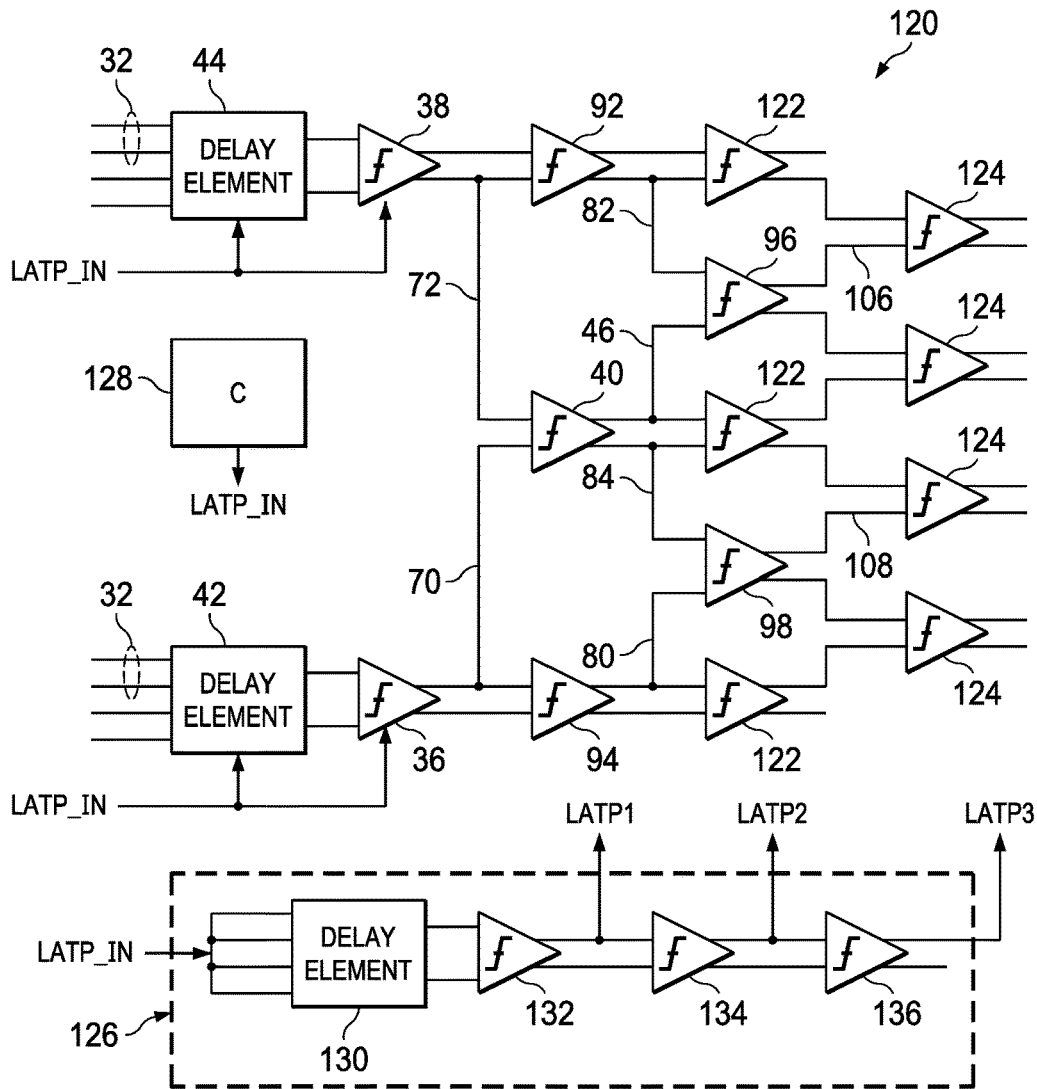 120
32
44
38
92
122
DELAY
ELEMENT
124
82
96
LATP_IN
72
106
124
46
128
C
40
122
124
84
LATP_IN
108
70
32
42
98
80
DELAY
ELEMENT
124
36
94
122
LATP_IN
LATP1
LATP2
LATP3
DELAY
ELEMENT
LATP_IN
132
134
136
126
130